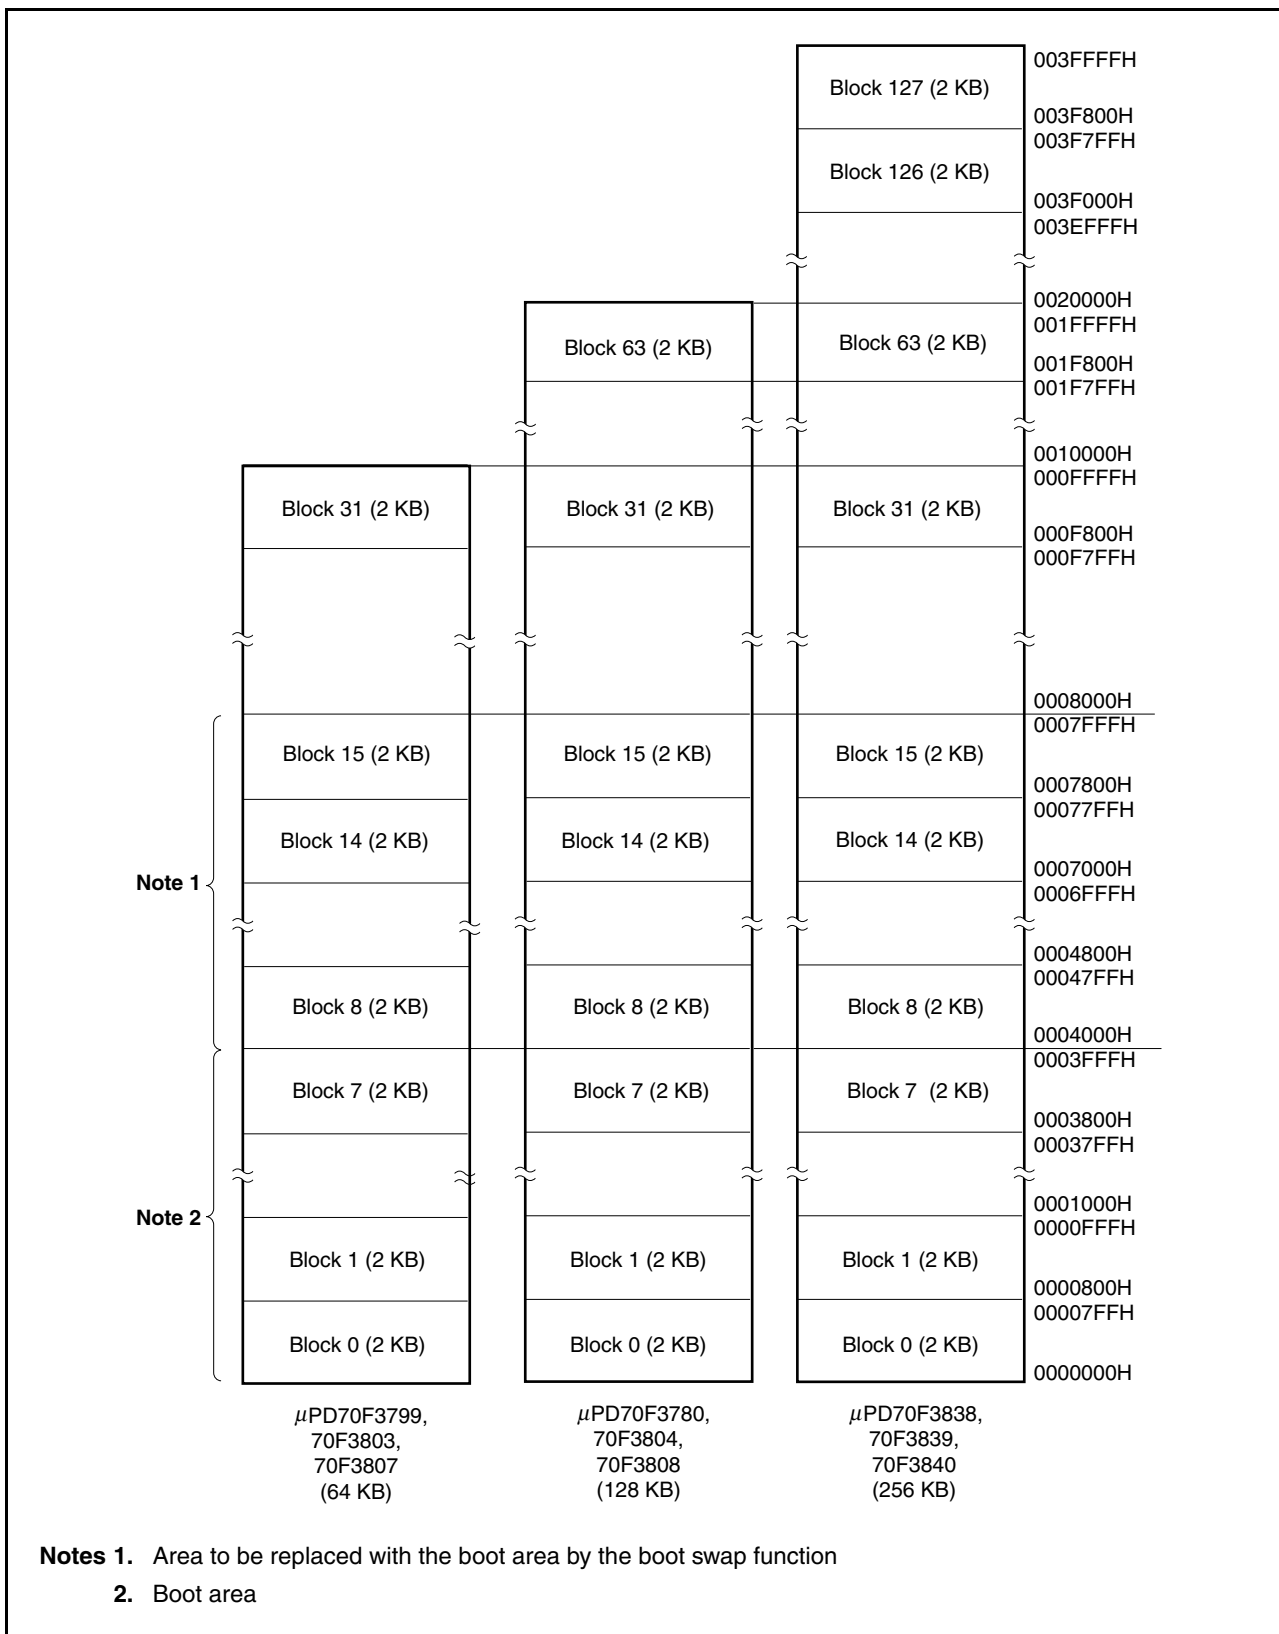 003FFFFH
Block 127 (2 KB)
003F800H
003F7FFH
Block 126 (2 KB)
003F000H
003EFFFH
0020000H
001FFFFH
Block 63 (2 KB) Block 63 (2 KB)
001F800H
001F7FFH
0010000H
000FFFFH
Block 31 (2 KB) Block 31 (2 KB) Block 31 (2 KB)
000F800H
000F7FFH
0008000H
0007FFFH
Block 15 (2 KB) Block 15 (2 KB) Block 15 (2 KB)
0007800H
00077FFH
Block 14 (2 KB) Block 14 (2 KB) Block 14 (2 KB)
0007000H
Note 1
0006FFFH
0004800H
00047FFH
Block 8 (2 KB) Block 8 (2 KB) Block 8 (2 KB)
0004000H
0003FFFH
Block 7 (2 KB) Block 7 (2 KB) Block 7 (2 KB)
0003800H
00037FFH
0001000H
Note 2
0000FFFH
Block 1 (2 KB) Block 1 (2 KB) Block 1 (2 KB)
0000800H
00007FFH
Block 0 (2 KB) Block 0 (2 KB) Block 0 (2 KB)
0000000H
μPD70F3799,
70F3803,
70F3807
(64 KB)
μPD70F3780,
70F3804,
70F3808
(128 KB)
μPD70F3838,
70F3839,
70F3840
(256 KB)
Notes 1. Area to be replaced with the boot area by the boot swap function
2. Boot area